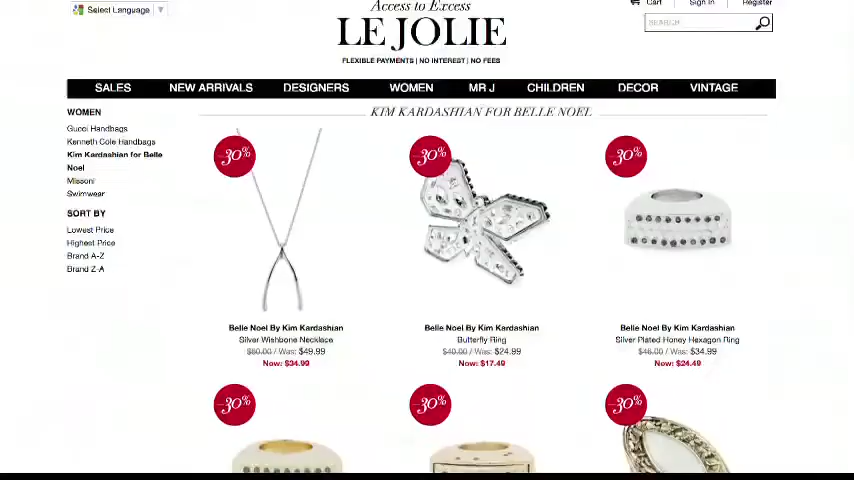 Access to Excess
Select Language ▼
Cart | Sign In | Register
LE JOLIE
SEARCH
FLEXIBLE PAYMENTS | NO INTEREST | NO FEES
SALES NEW ARRIVALS DESIGNERS WOMEN MR J CHILDREN DECOR VINTAGE
WOMEN
Gucci Handbags
Kenneth Cole Handbags
Kim Kardashian for Belle
Noel
Missoni
Swimwear
SORT BY
Lowest Price
Highest Price
Brand A-Z
Brand Z-A
KIM KARDASHIAN FOR BELLE NOEL
-30% -30% -30%
Belle Noel By Kim Kardashian
Silver Wishbone Necklace
$60.00 / Was: $49.99
Now: $34.99
Belle Noel By Kim Kardashian
Butterfly Ring
$40.00 / Was: $24.99
Now: $17.49
Belle Noel By Kim Kardashian
Silver Plated Honey Hexagon Ring
/ Was: $34.99
Now: $24.49
-30% -30% -30%